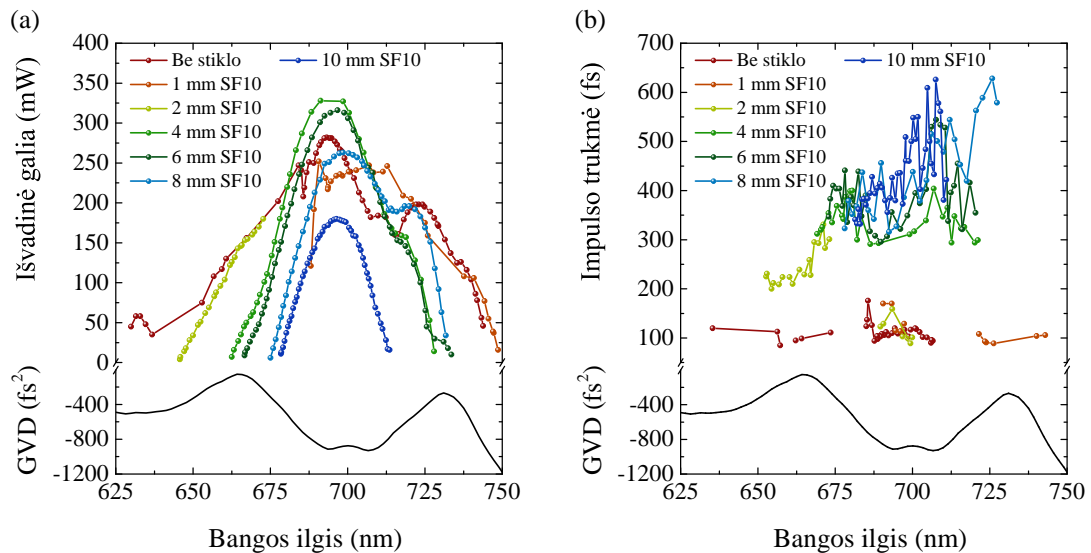 (a)
Be stiklo
10 mm SF10
1 mm SF10
2 mm SF10
4 mm SF10
6 mm SF10
8 mm SF10
400
350
300
250
200
150
100
50
0
-400
-800
-1200
Išvadinė galia (mW)
GVD (fs²)
625 650 675 700 725 750
Bangos ilgis (nm)
(b)
Be stiklo
10 mm SF10
1 mm SF10
2 mm SF10
4 mm SF10
6 mm SF10
8 mm SF10
700
600
500
400
300
200
100
-400
-800
-1200
Impulso trukmė (fs)
GVD (fs²)
625 650 675 700 725 750
Bangos ilgis (nm)